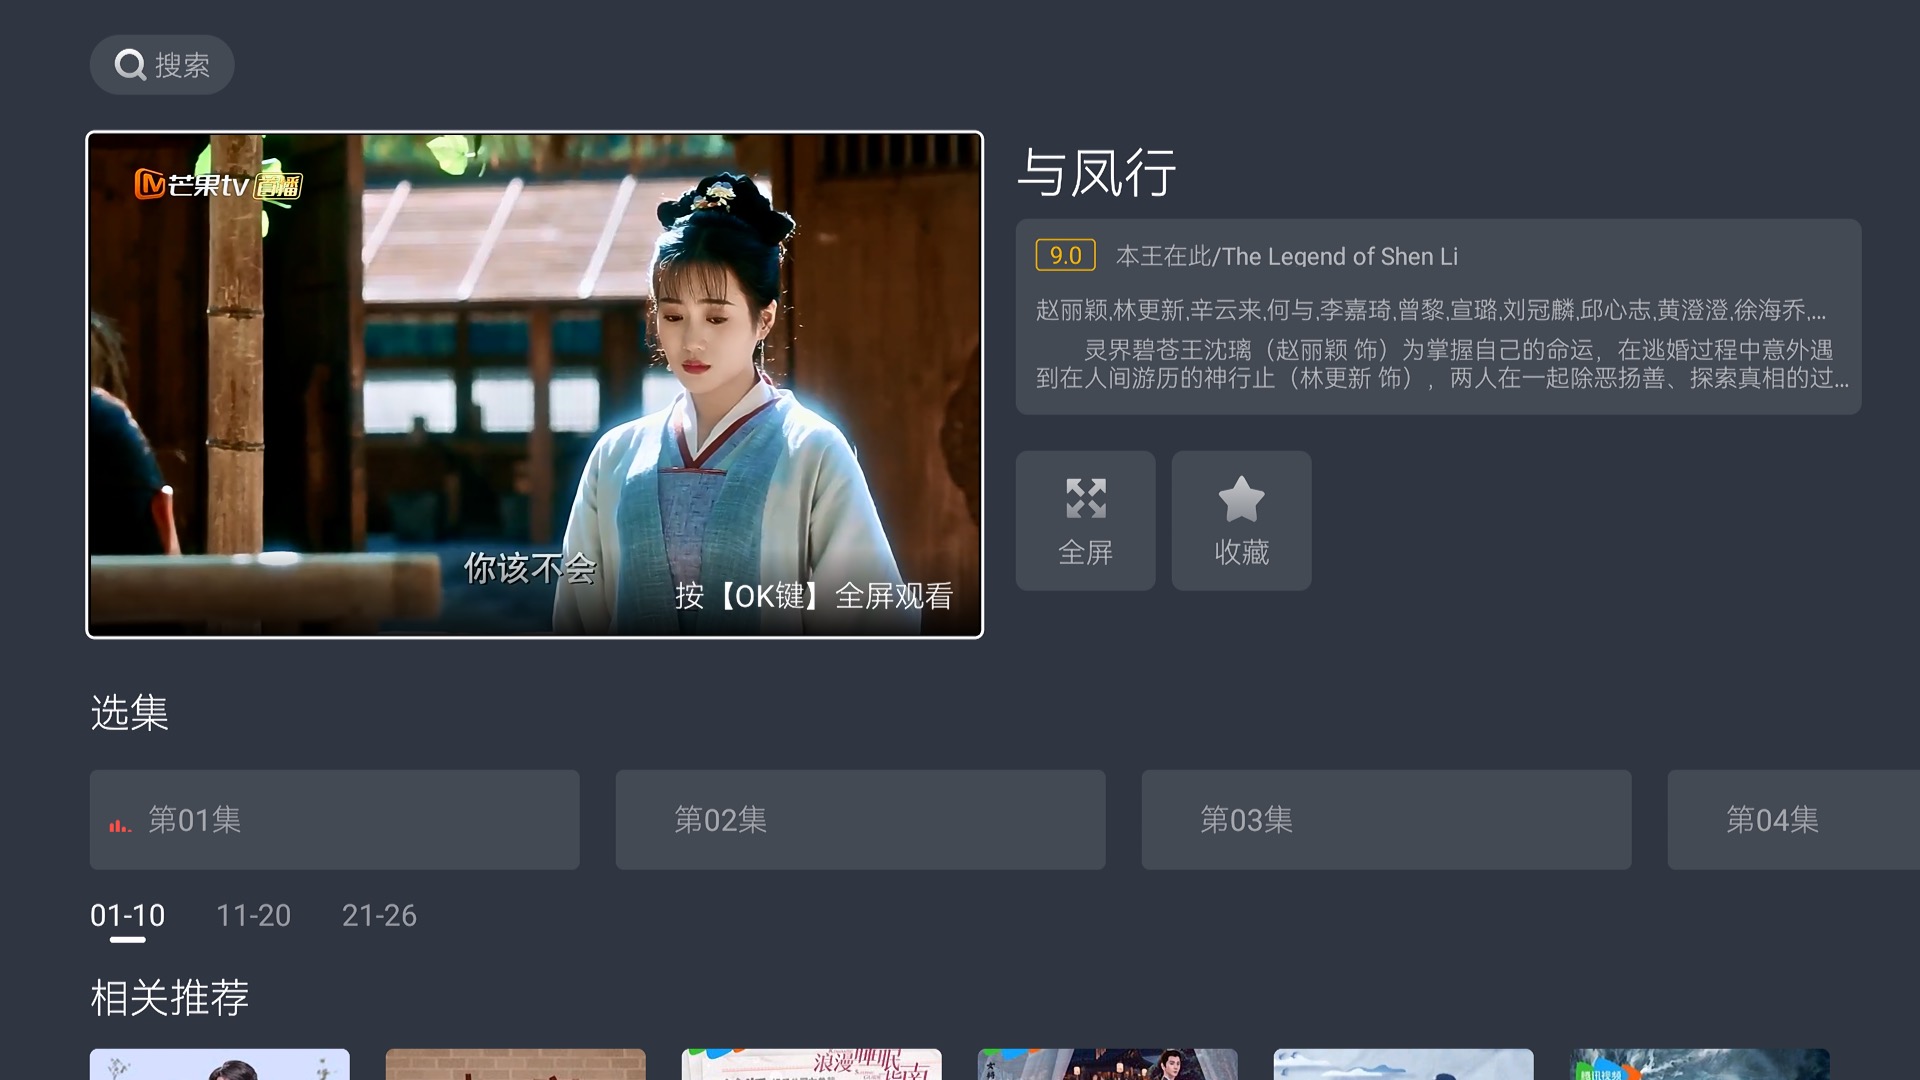 搜索
芒果tv 直播
你该不会
按【OK键】全屏观看
与凤行
9.0 本王在此/The Legend of Shen Li
赵丽颖,林更新,辛云来,何与,李嘉琦,曾黎,宣璐,刘冠麟,邱心志,黄澄澄,徐海乔,...
灵界碧苍王沈璃（赵丽颖 饰）为掌握自己的命运，在逃婚过程中意外遇
到在人间游历的神行止（林更新 饰），两人在一起除恶扬善、探索真相的过...
全屏 收藏
选集
第01集 第02集 第03集 第04集
01-10 11-20 21-26
相关推荐
浪漫
腾讯视频